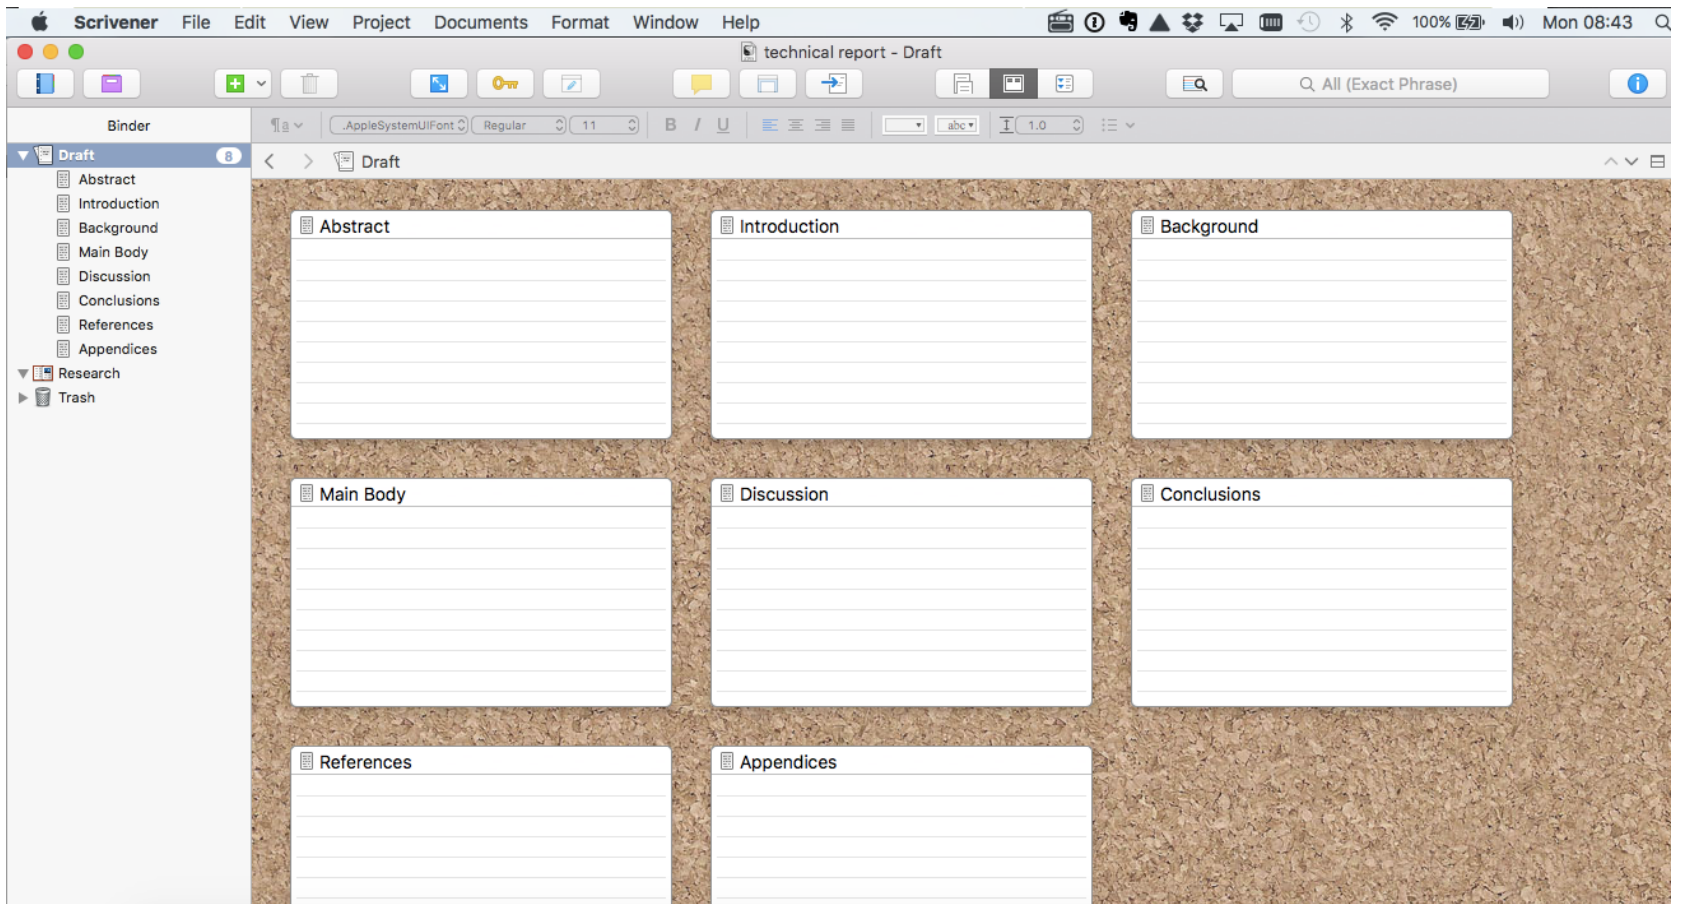 Scrivener File Edit View Project Documents Format Window Help 100% Mon 08:43
technical report - Draft
All (Exact Phrase)
Binder
a .AppleSystemUIFont Regular 11 B I U abc 1.0
Draft 8
Draft
Abstract
Introduction
Background
Main Body
Discussion
Conclusions
References
Appendices
Research
Trash
Abstract Introduction Background
Main Body Discussion Conclusions
References Appendices